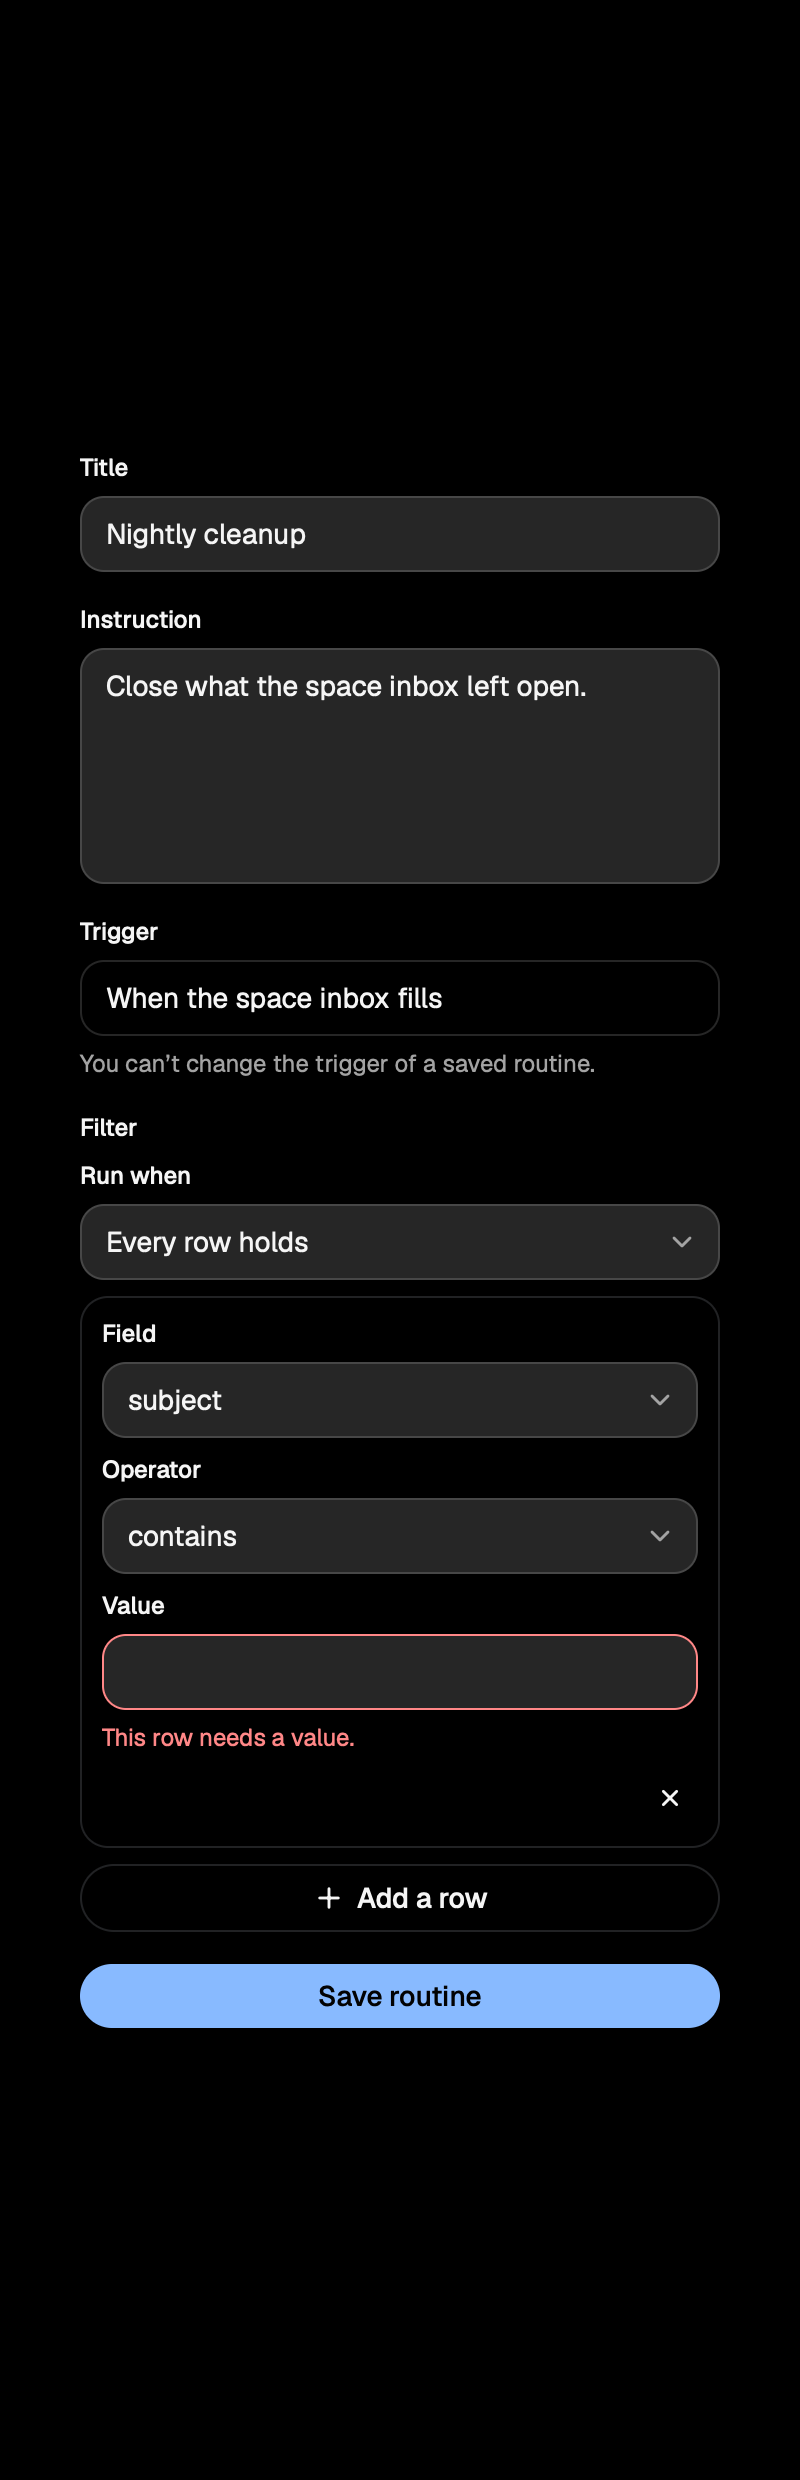 Title
Nightly cleanup
Instruction
Close what the space inbox left open.
Trigger
When the space inbox fills
You can’t change the trigger of a saved routine.
Filter
Run when
Every row holds
Field
subject
Operator
contains
Value
This row needs a value.
Add a row
Save routine